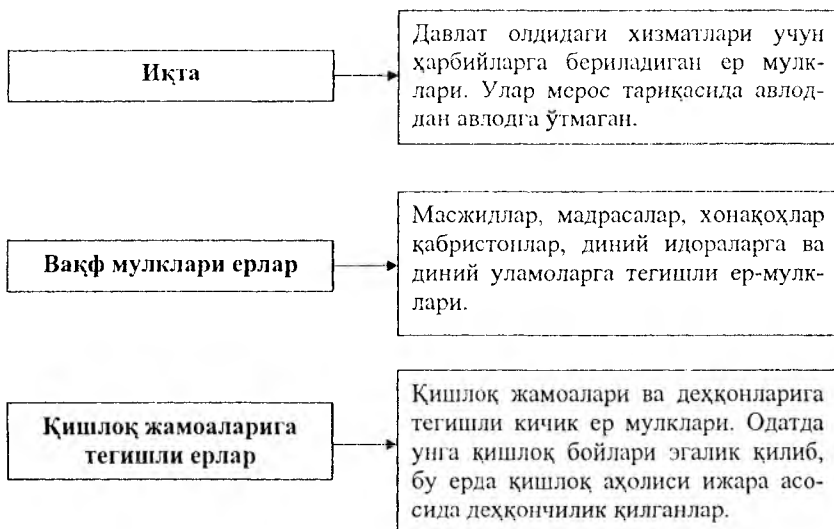 Иқта
Давлат олдидаги хизматлари учун
ҳарбийларга бериладиган ер мулк-
лари. Улар мерос тариқасида авлод-
дан авлодга ўтмаган.
Вақф мулклари ерлар
Масжидлар, мадрасалар, хонақоҳлар
қабристонлар, диний идораларга ва
диний уламоларга тегишли ер-мулк-
лари.
Қишлоқ жамоаларига
тегишли ерлар
Қишлоқ жамоалари ва деҳқонларига
тегишли кичик ер мулклари. Одатда
унга қишлоқ бойлари эгалик қилиб,
бу ерда қишлоқ аҳолиси ижара асо-
сида деҳқончилик қилганлар.